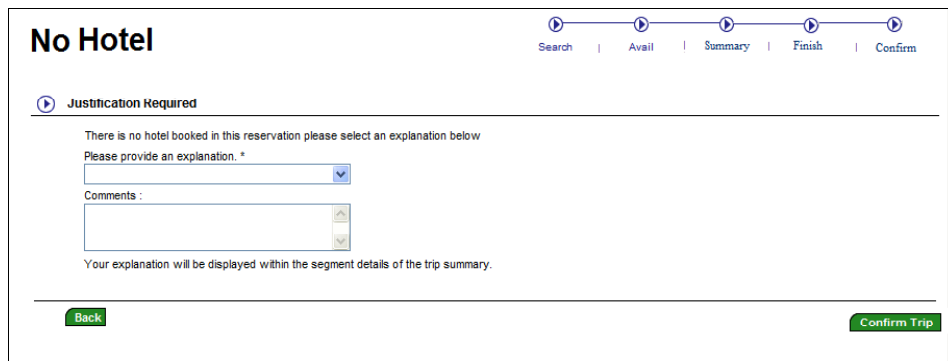 No Hotel
Search | Avail | Summary | Finish | Confirm
Justification Required
There is no hotel booked in this reservation please select an explanation below
Please provide an explanation. *
Comments :
Your explanation will be displayed within the segment details of the trip summary.
Back
Confirm Trip